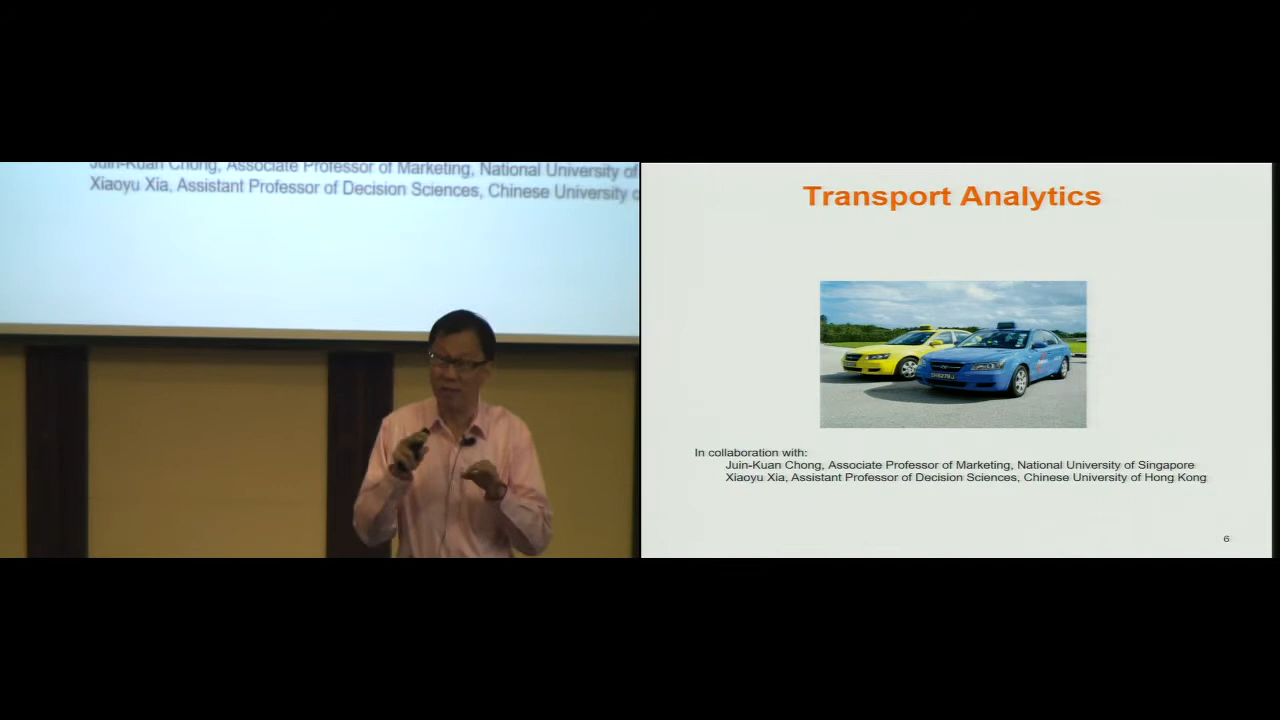 Juin-Kuan Chong, Associate Professor of Marketing, National University of
Xiaoyu Xia, Assistant Professor of Decision Sciences, Chinese University
Transport Analytics
In collaboration with:
Juin-Kuan Chong, Associate Professor of Marketing, National University of Singapore
Xiaoyu Xia, Assistant Professor of Decision Sciences, Chinese University of Hong Kong
6